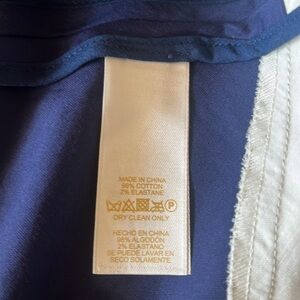 MADE IN CHINA
98% COTTON
2% ELASTANE
P
DRY CLEAN ONLY
HECHO EN CHINA
98% ALGODÓN
2% ELASTANE
SE PUEDE LAVAR EN
SECO SOLAMENTE